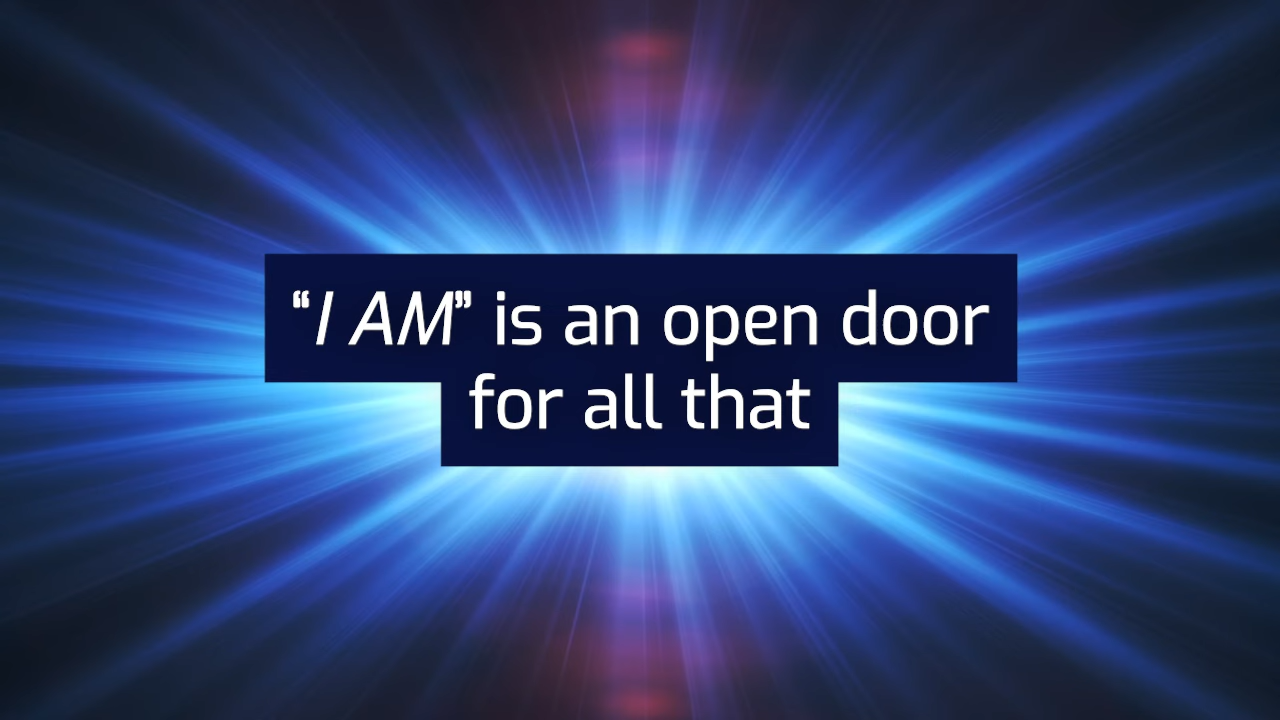 “I AM” is an open door
for all that